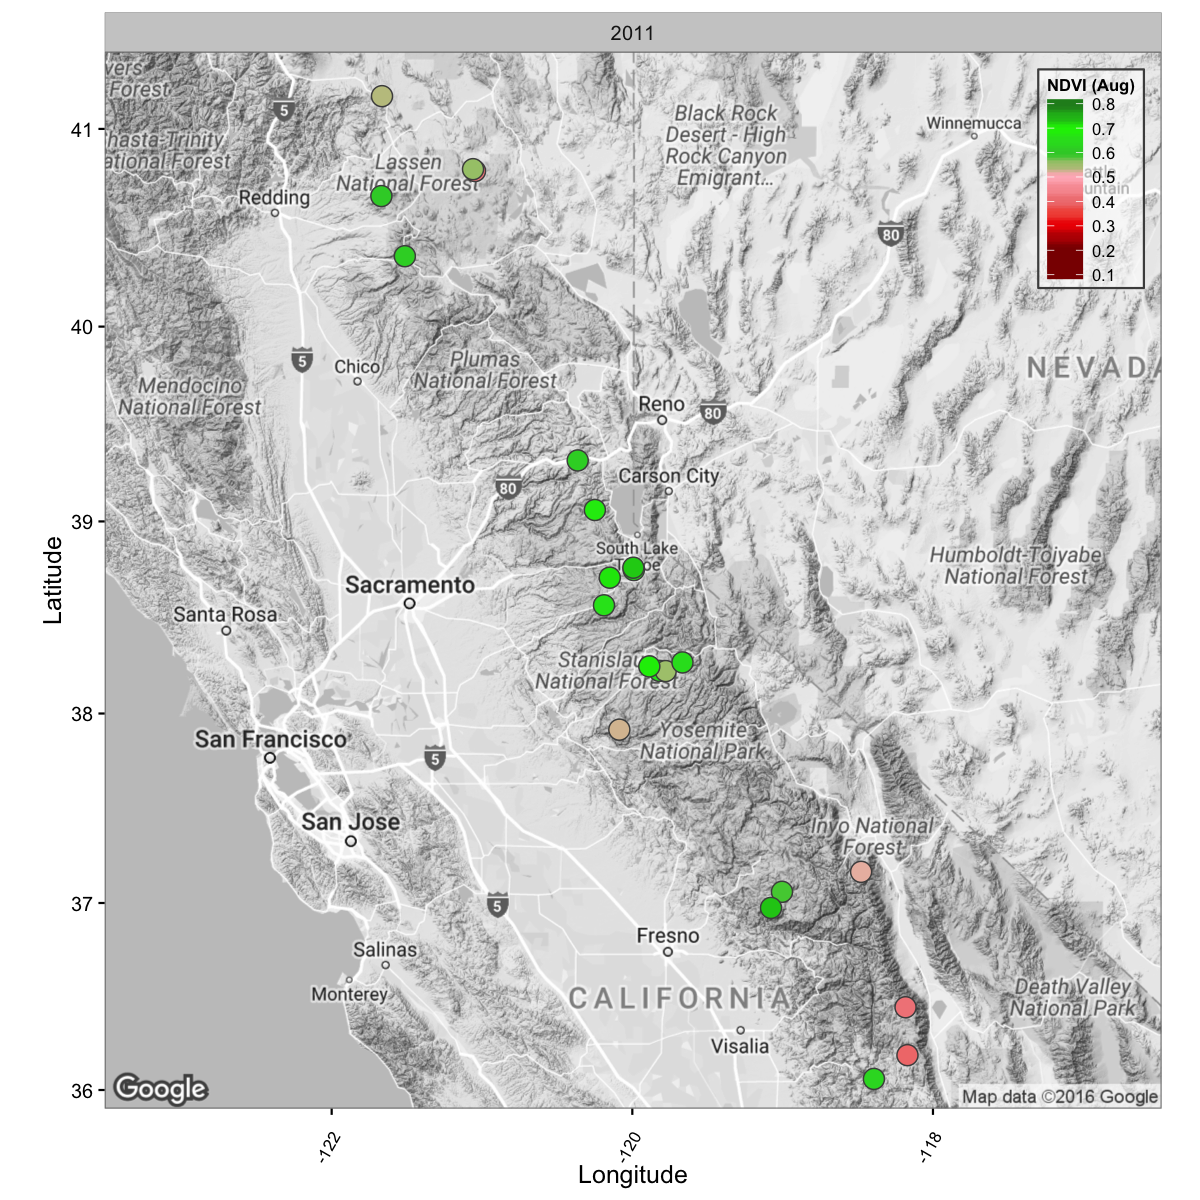 2011
vers
Forest
5
hasta-Trinity
ational Forest
Lassen
National Forest
Redding
Black Rock
Desert - High
Rock Canyon
Emigrant...
Winnemucca
NDVI (Aug)
0.8
0.7
0.6
0.5
0.4
0.3
0.2
0.1
attle
untain
80
41
40
39
38
37
36
5
Chico
Plumas
National Forest
Mendocino
National Forest
NEVADA
Reno
80
Carson City
80
South Lake
Humboldt-Toiyabe
National Forest
Sacramento
Santa Rosa
Stanislau
National Forest
Yosemite
National Park
San Francisco
5
San Jose
Inyo National
Forest
5
Fresno
Salinas
Monterey
CALIFORNIA
Death Valley
National Park
Visalia
Google
Map data ©2016 Google
-122
-120
-118
Longitude
Latitude